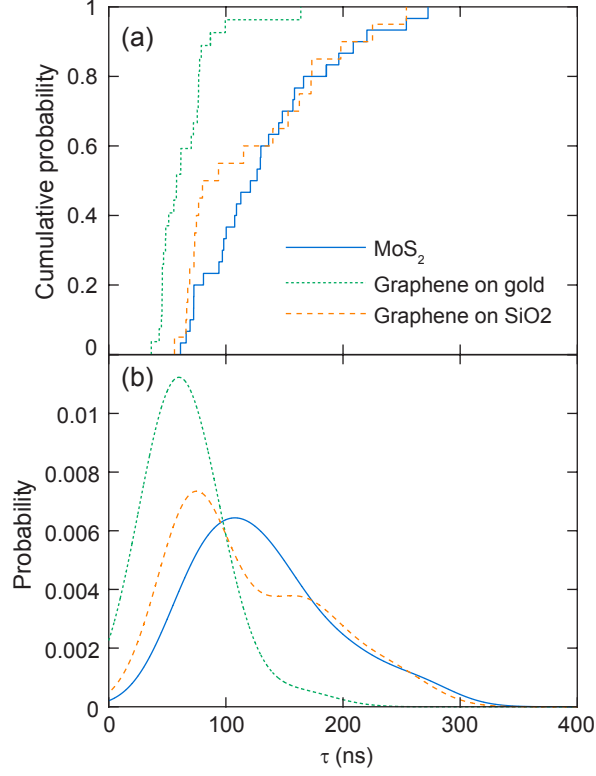 (a)
Cumulative probability
1
0.8
0.6
0.4
0.2
0
MoS₂
Graphene on gold
Graphene on SiO2
(b)
Probability
0.01
0.008
0.006
0.004
0.002
0
0 100 200 300 400
τ (ns)